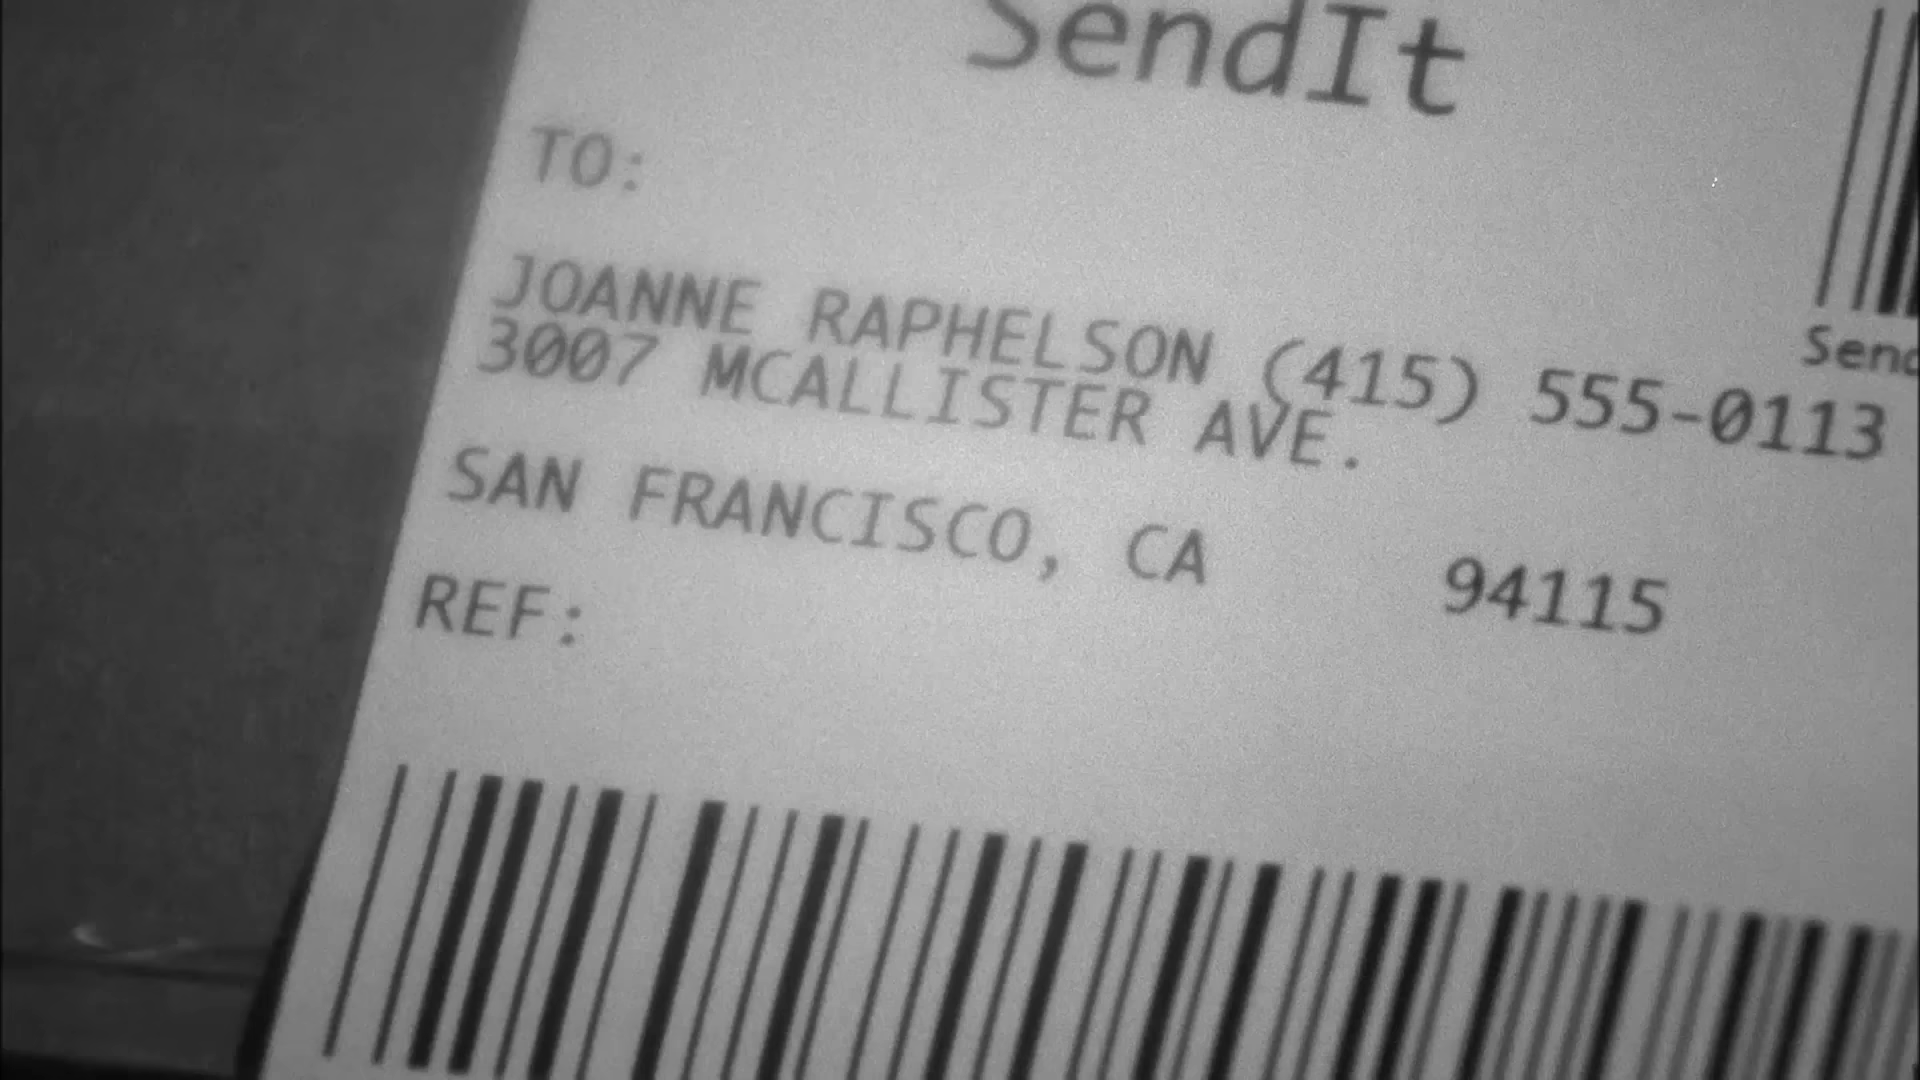 SendIt
TO:
JOANNE RAPHELSON (415) 555-0113
3007 MCALLISTER AVE.
SAN FRANCISCO, CA 94115
REF: